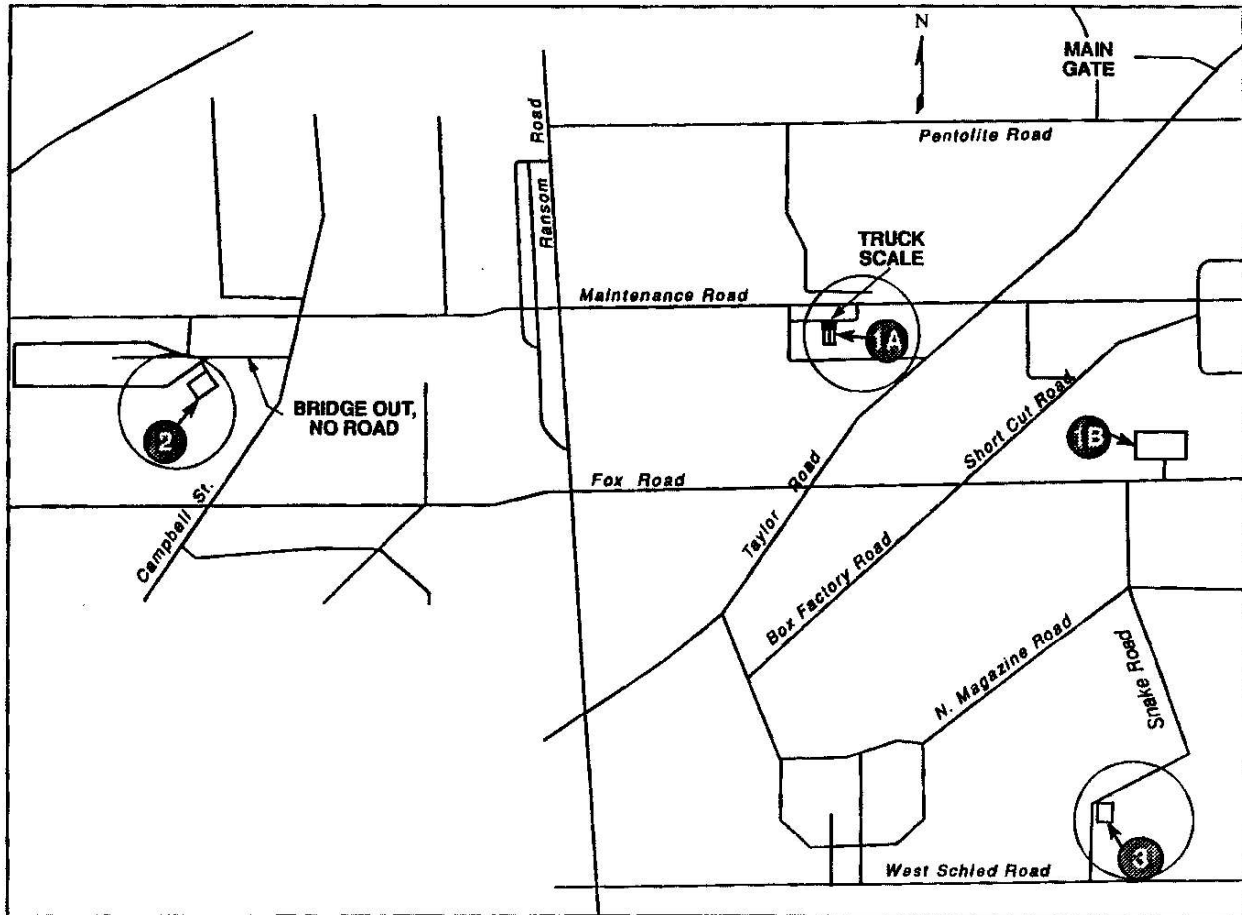 N
MAIN
GATE
Pentolite Road
Ransom Road
TRUCK
SCALE
Maintenance Road
1A
BRIDGE OUT,
NO ROAD
2
Short Cut Road
1B
Fox Road
Taylor Road
Campbell St.
Box Factory Road
N. Magazine Road
Snake Road
3
West Schied Road